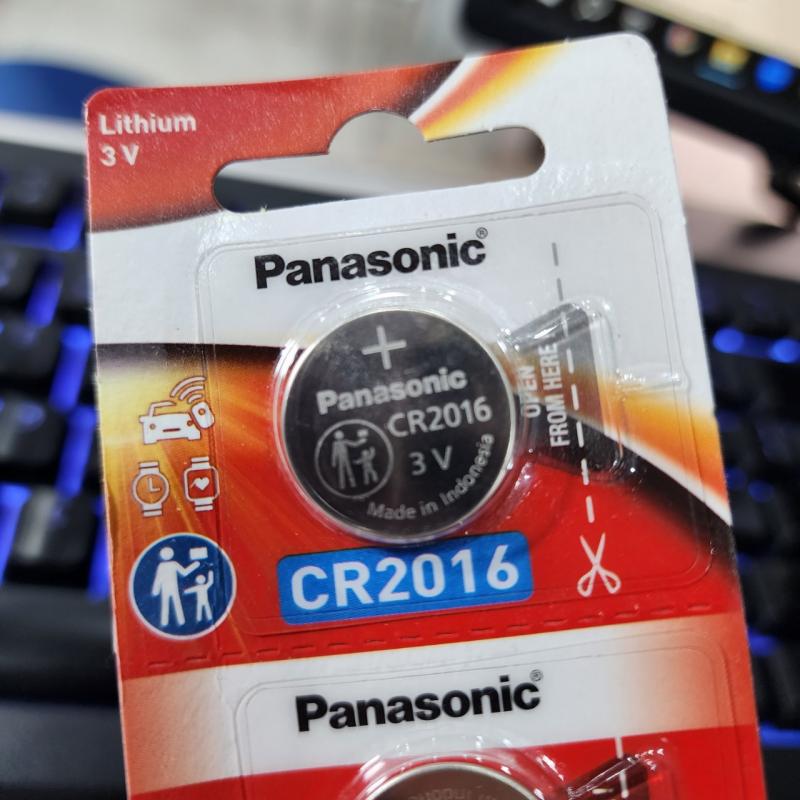 Lithium
3 V
Panasonic®
+
Panasonic
CR2016
3 V
Made in Indonesia
OPEN
FROM HERE
CR2016
Panasonic®